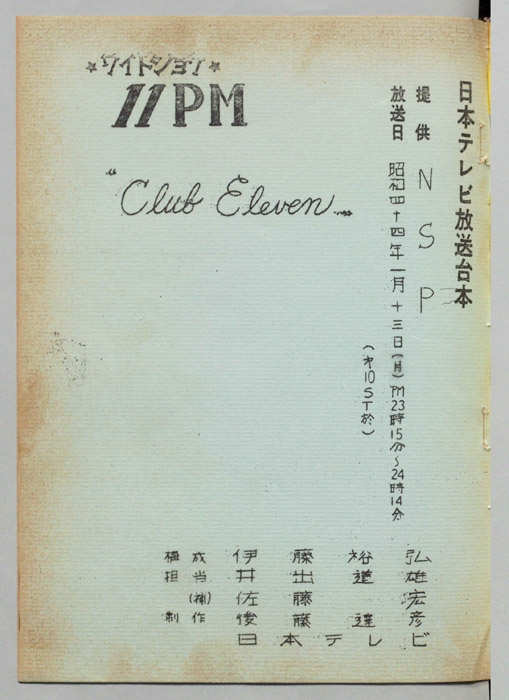 日本テレビ放送台本
提供 NSP
放送日 昭和四十四年一月十三日(月)PM23時15分〜24時14分
(才10ST於)
★ワイドショー★
11PM
"Club Eleven"
構成 伊藤裕弘
担当 井出道雄
(補) 佐藤宏
制作 後藤達彦
日本テレビ